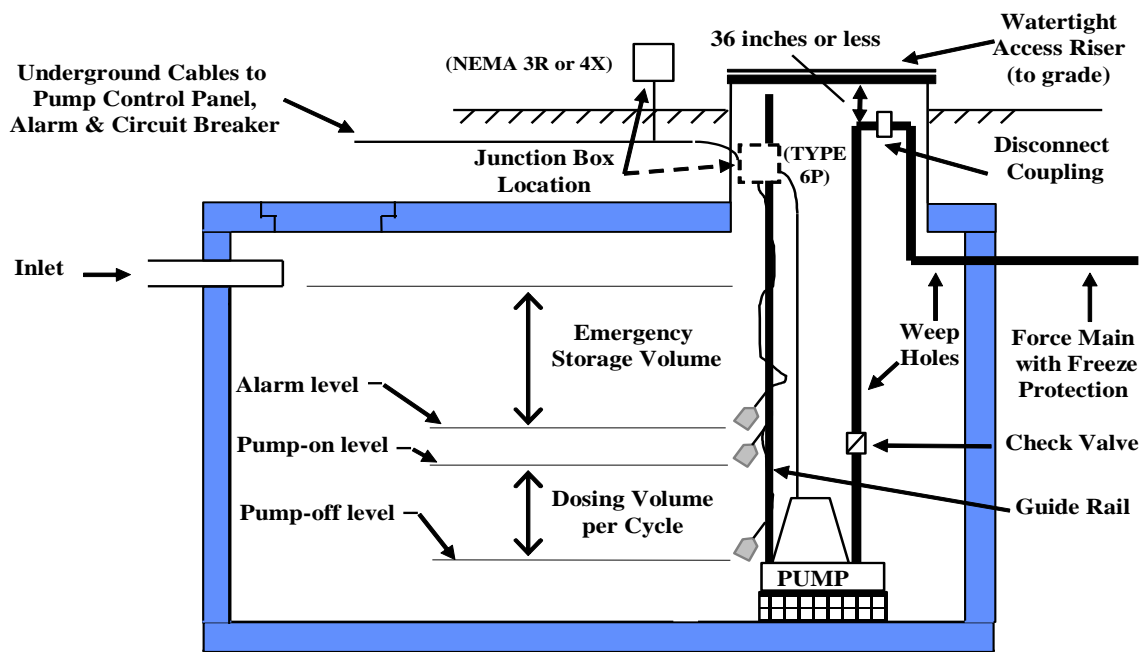 Watertight
Access Riser
(to grade)
36 inches or less
(NEMA 3R or 4X)
Underground Cables to
Pump Control Panel,
Alarm & Circuit Breaker
Junction Box
Location
(TYPE
6P)
Disconnect
Coupling
Inlet
Emergency
Storage Volume
Weep
Holes
Force Main
with Freeze
Protection
Alarm level
Pump-on level
Check Valve
Dosing Volume
per Cycle
Guide Rail
Pump-off level
PUMP